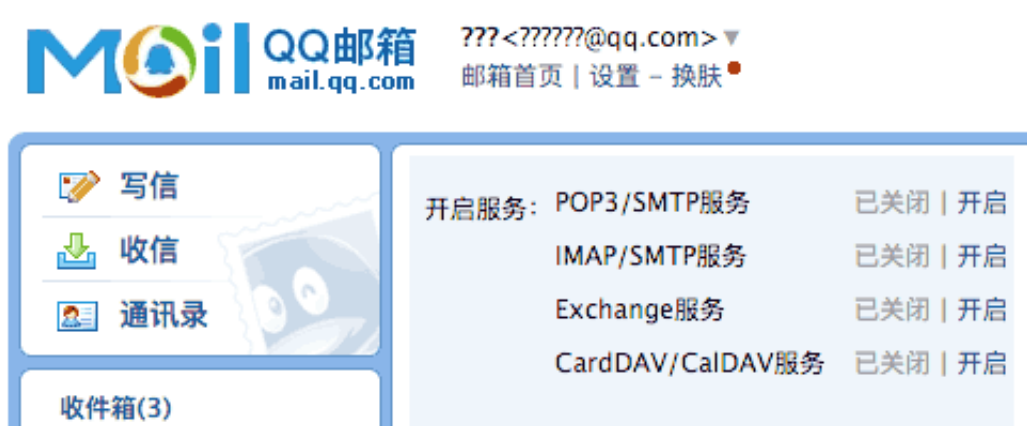 Mail QQ邮箱
mail.qq.com
???<??????@qq.com>
邮箱首页 | 设置 - 换肤
写信
收信
通讯录
收件箱(3)
开启服务: POP3/SMTP服务 已关闭 | 开启
IMAP/SMTP服务 已关闭 | 开启
Exchange服务 已关闭 | 开启
CardDAV/CalDAV服务 已关闭 | 开启